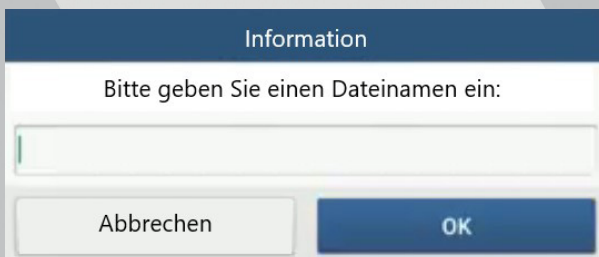 Information
Bitte geben Sie einen Dateinamen ein:
Abbrechen
OK